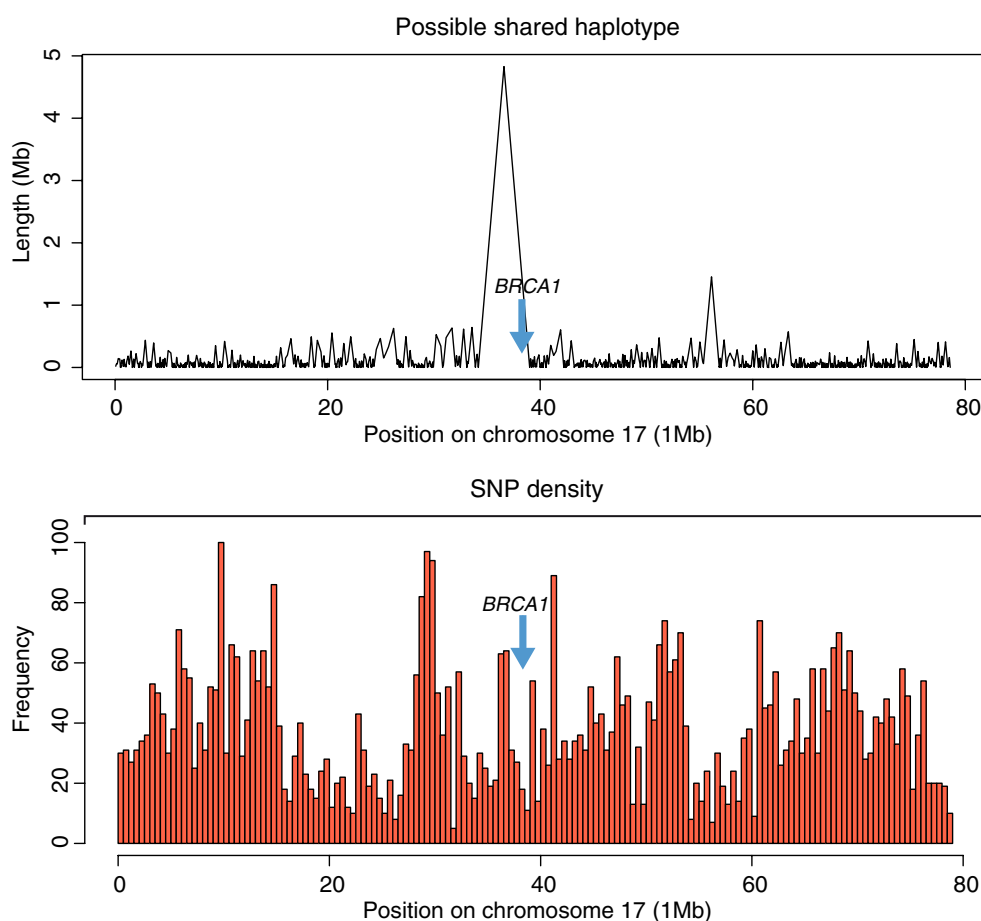 Possible shared haplotype
Length (Mb)
5
4
3
2
1
0
BRCA1
0 20 40 60 80
Position on chromosome 17 (1Mb)
SNP density
Frequency
100
80
60
40
20
0
BRCA1
0 20 40 60 80
Position on chromosome 17 (1Mb)